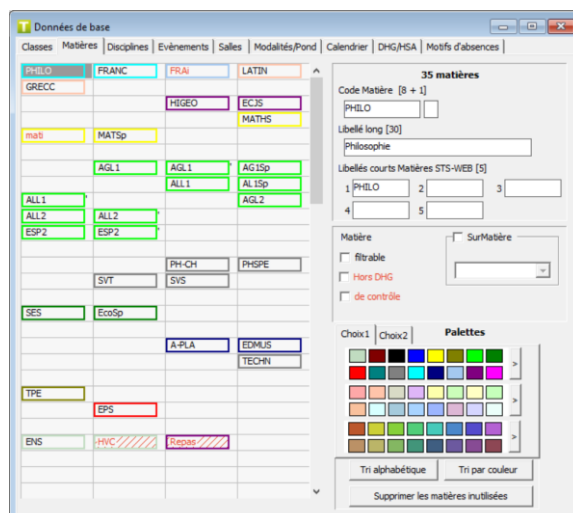 Données de base
Classes Matières Disciplines Evènements Salles Modalités/Pond Calendrier DHG/HSA Motifs d'absences
PHILO FRANC FRAI LATIN
GRECC
HIGEO ECJS
MATHS
mati MATSp
AGL1 AGL1 ' AG1Sp
ALL1 AL1Sp
ALL1 ' AGL2
ALL2 ALL2 '
ESP2 ESP2 '
PH-CH PHSPE
SVT SVS
SES EcoSp
A-PLA EDMUS
TECHN
TPE
EPS
ENS -HVC Repas
35 matières
Code Matière [8 + 1]
PHILO
Libellé long [30]
Philosophie
Libellés courts Matières STS-WEB [5]
1 PHILO 2 3
4 5
Matière SurMatière
filtrable
Hors DHG
de contrôle
Choix1 Choix2 Palettes
>
>
>
Tri alphabétique Tri par couleur
Supprimer les matières inutilisées